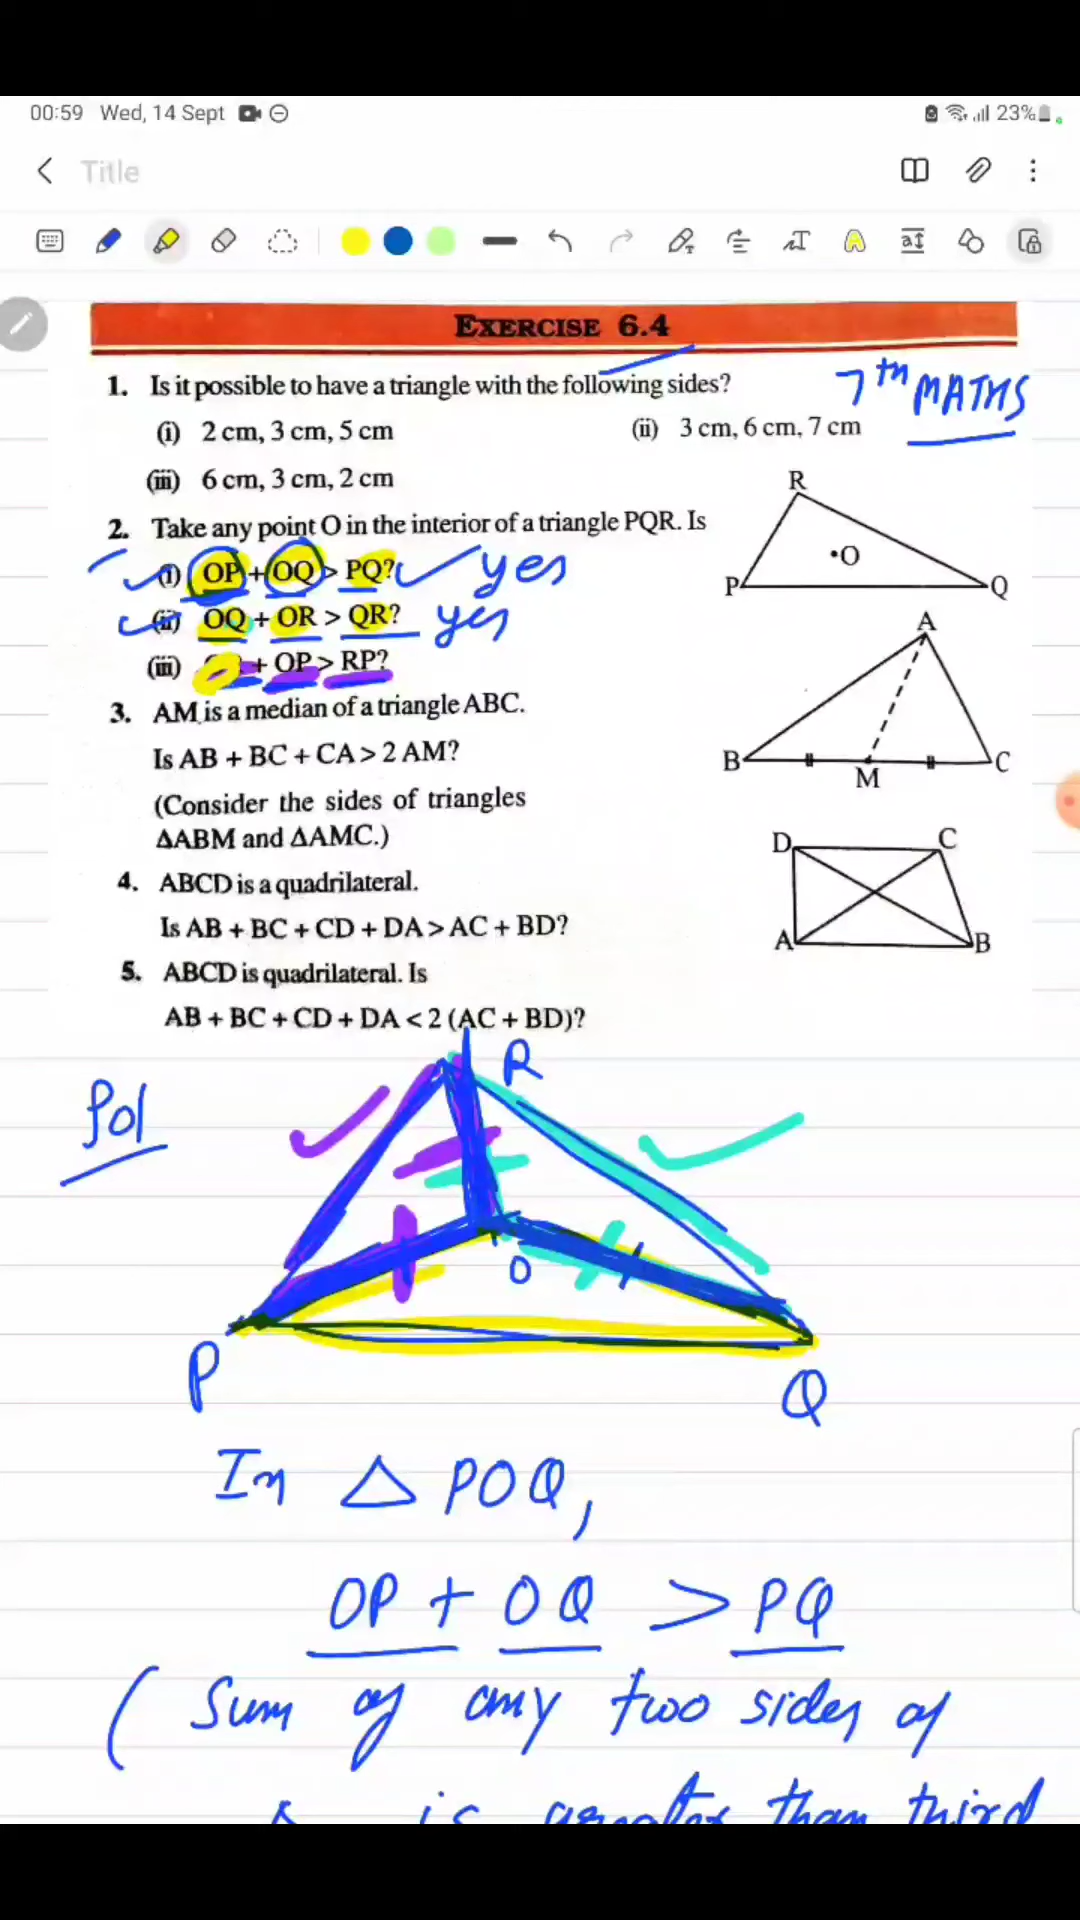 00:59 Wed, 14 Sept 23%
Title
EXERCISE 6.4
7th MATHS
1. Is it possible to have a triangle with the following sides?
(i) 2 cm, 3 cm, 5 cm (ii) 3 cm, 6 cm, 7 cm
(iii) 6 cm, 3 cm, 2 cm
2. Take any point O in the interior of a triangle PQR. Is
(i) OP + OQ > PQ? yes
(ii) OQ + OR > QR? yes
(iii) + OP > RP?
R
O
P
Q
3. AM is a median of a triangle ABC.
Is AB + BC + CA > 2 AM?
(Consider the sides of triangles
ΔABM and ΔAMC.)
A
B
M
C
4. ABCD is a quadrilateral.
Is AB + BC + CD + DA > AC + BD?
D
C
A
B
5. ABCD is quadrilateral. Is
AB + BC + CD + DA < 2 (AC + BD)?
Sol
R
O
P
Q
In Δ POQ,
OP + OQ > PQ
( Sum of any two sides of
is greater than third